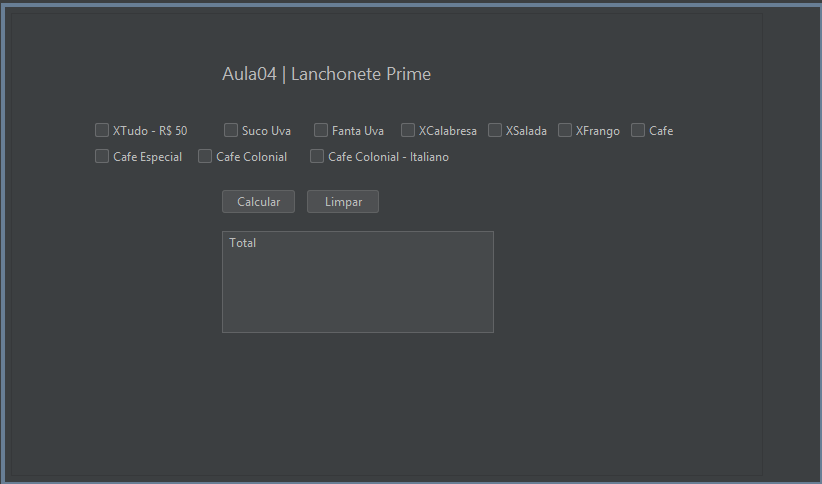 Aula04 | Lanchonete Prime
XTudo - R$ 50 Suco Uva Fanta Uva XCalabresa XSalada XFrango Cafe
Cafe Especial Cafe Colonial Cafe Colonial - Italiano
Calcular Limpar
Total